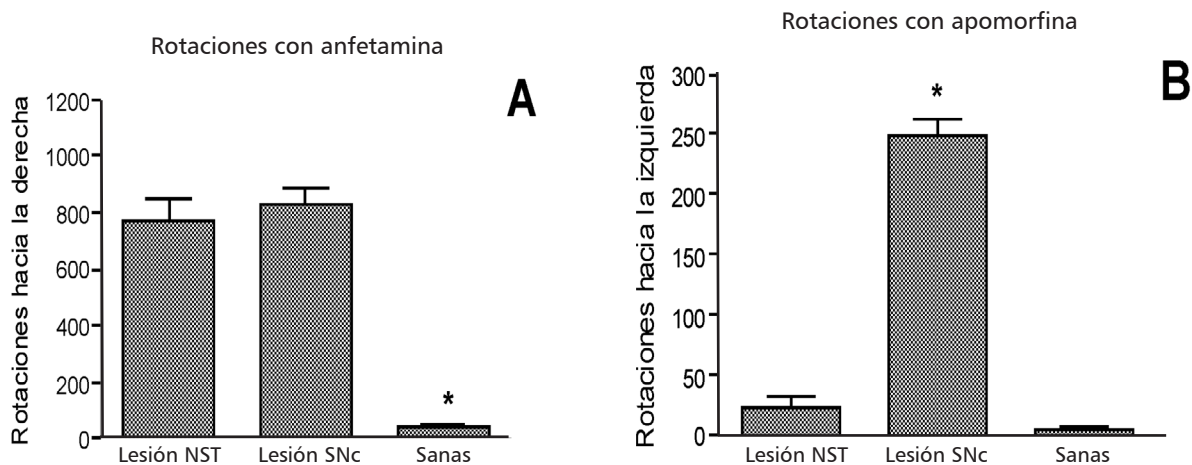 Rotaciones con anfetamina
A
Rotaciones hacia la derecha
1200
1000
800
600
400
200
0
*
Lesión NST
Lesión SNc
Sanas
Rotaciones con apomorfina
B
Rotaciones hacia la izquierda
300
250
200
150
100
50
0
*
Lesión NST
Lesión SNc
Sanas